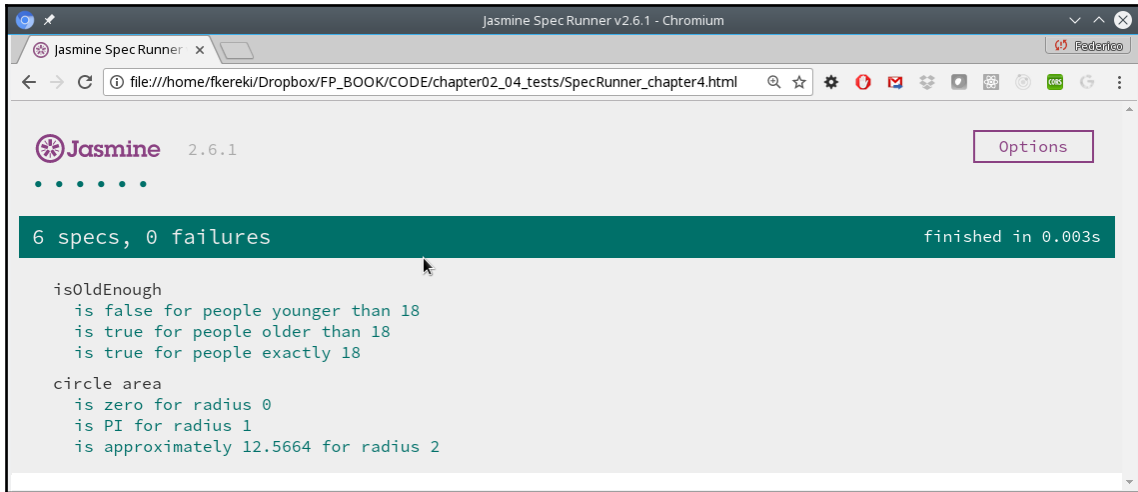 Jasmine Spec Runner v2.6.1 - Chromium
Jasmine Spec Runner
Federico
file:///home/fkereki/Dropbox/FP_BOOK/CODE/chapter02_04_tests/SpecRunner_chapter4.html
CORS
Jasmine 2.6.1
Options
6 specs, 0 failures
finished in 0.003s
isOldEnough
is false for people younger than 18
is true for people older than 18
is true for people exactly 18
circle area
is zero for radius 0
is PI for radius 1
is approximately 12.5664 for radius 2